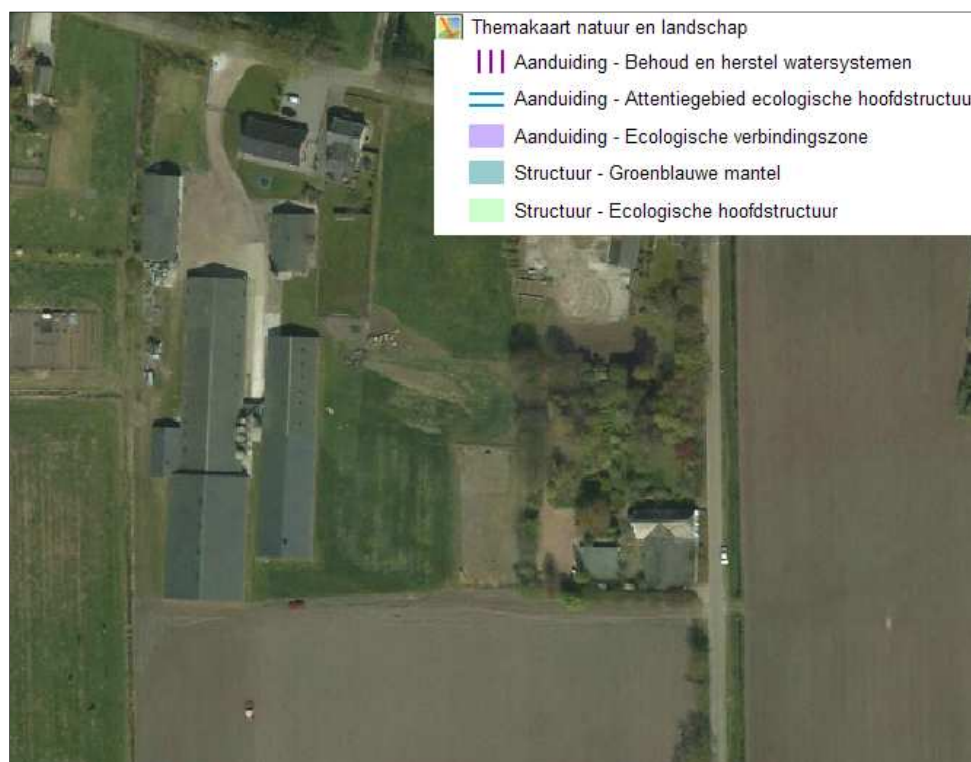 Themakaart natuur en landschap
Aanduiding - Behoud en herstel watersystemen
Aanduiding - Attentiegebied ecologische hoofdstructuu
Aanduiding - Ecologische verbindingszone
Structuur - Groenblauwe mantel
Structuur - Ecologische hoofdstructuur